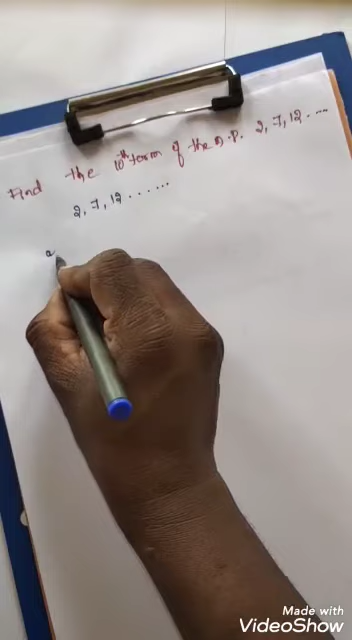 Find the 10th term of the A.P. 2, 7, 12 ....
2, 7, 12 ......
a
Made with
VideoShow